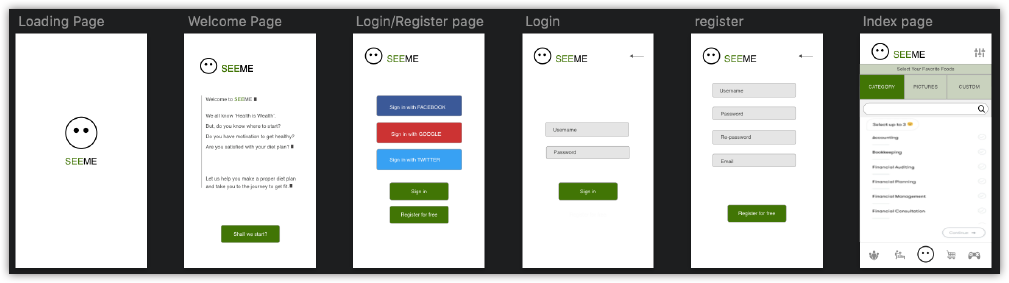 Loading Page
SEEME
Welcome Page
SEEME
Welcome to SEEME
We all know 'Health is Wealth'.
But, do you know where to start?
Do you have motivation to get healthy?
Are you satisfied with your diet plan?
Let us help you make a proper diet plan
and take you to the journey to get fit
Shall we start?
Login/Register page
SEEME
Sign in with FACEBOOK
Sign in with GOOGLE
Sign in with TWITTER
Sign in
Register for free
Login
SEEME
Username
Password
Sign in
register
SEEME
Username
Password
Re-password
Email
Register for free
Index page
SEEME
Select Your Favorite Foods
CATEGORY PICTURES CUSTOM
Select up to 3
Accounting
Bookkeeping
Financial Auditing
Financial Planning
Financial Management
Financial Consultation
Continue